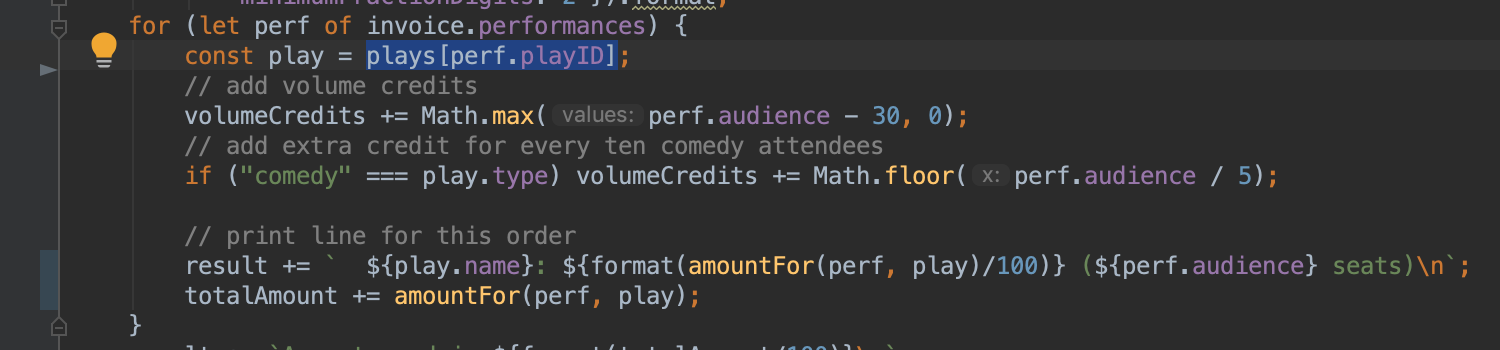 minimumFractionDigits: 2 }).format;
for (let perf of invoice.performances) {
const play = plays[perf.playID];
// add volume credits
volumeCredits += Math.max( values: perf.audience - 30, 0);
// add extra credit for every ten comedy attendees
if ("comedy" === play.type) volumeCredits += Math.floor( x: perf.audience / 5);
// print line for this order
result += `  ${play.name}: ${format(amountFor(perf, play)/100)} (${perf.audience} seats)\n`;
totalAmount += amountFor(perf, play);
}